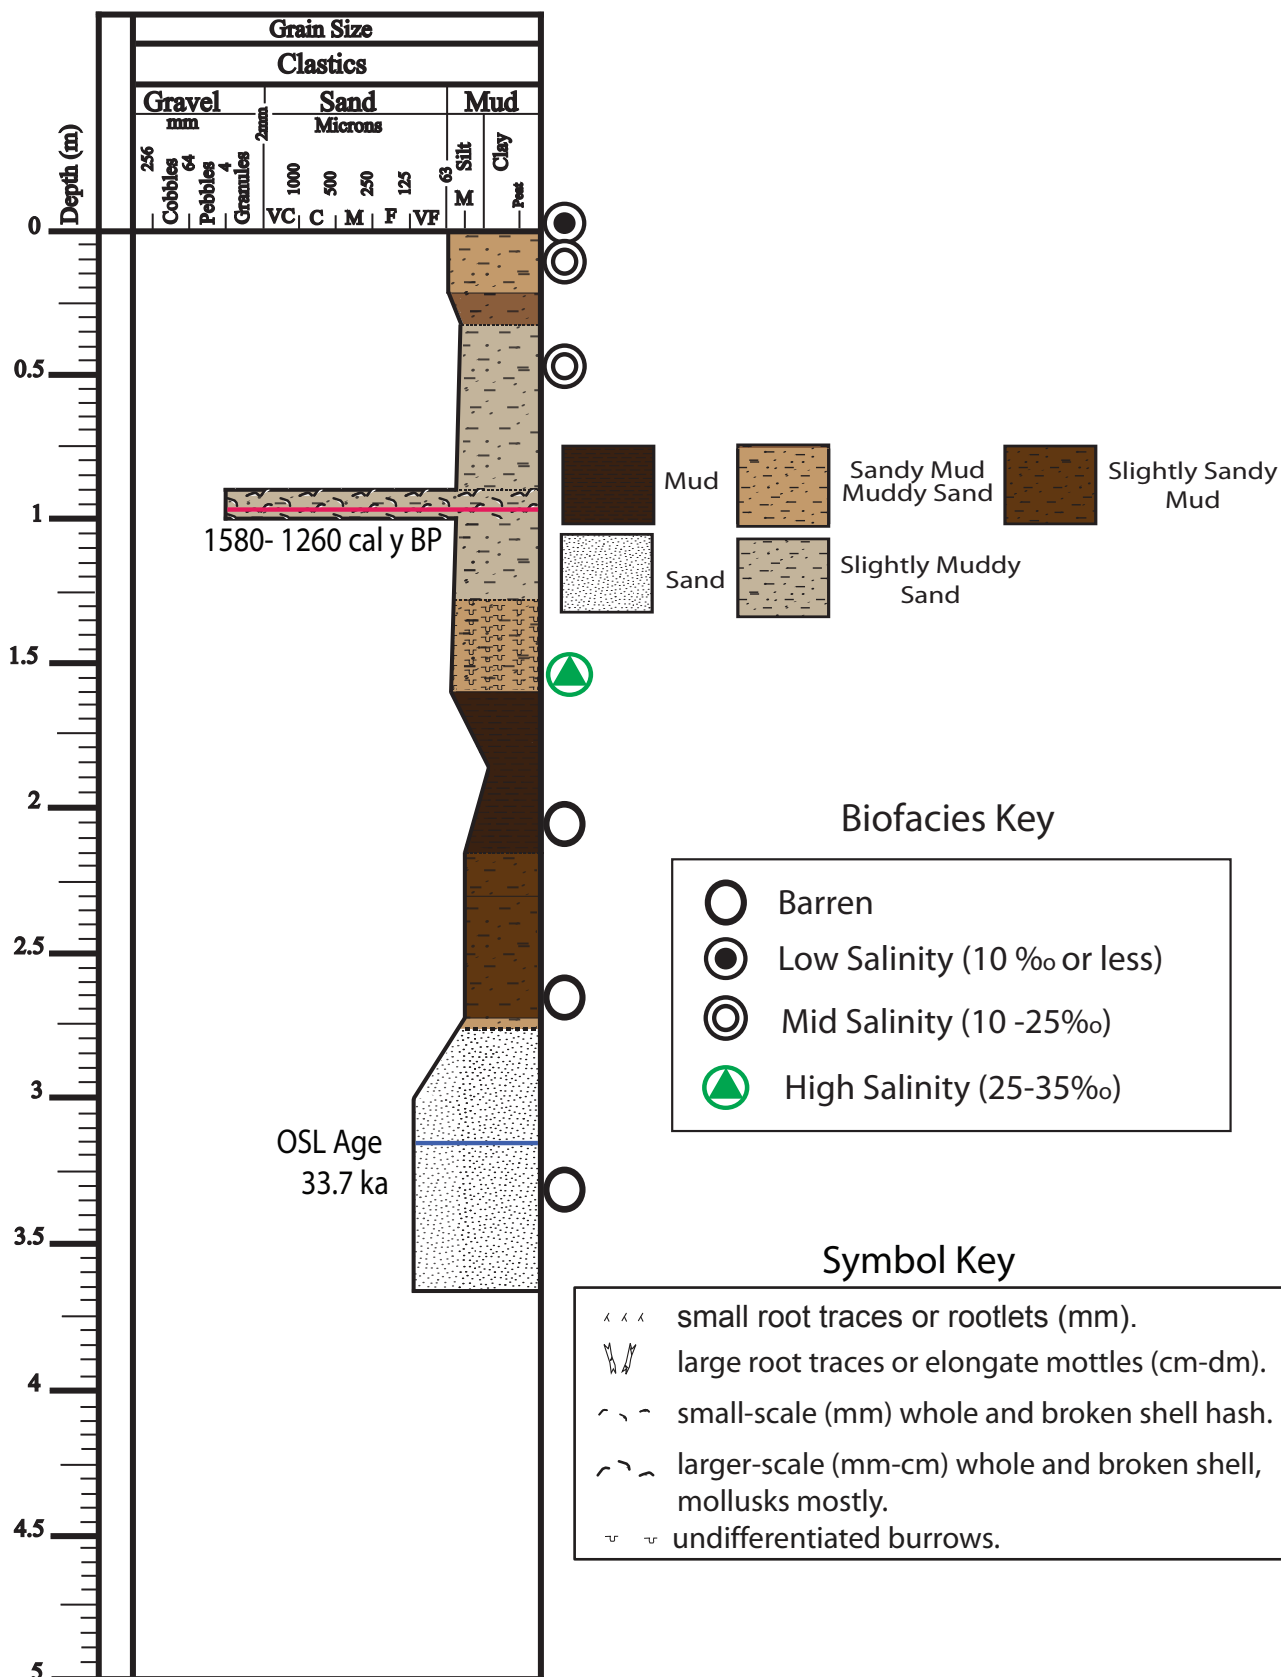 Grain Size
Clastics
Gravel Sand Mud
mm Microns
Depth (m)
256
Cobbles
64
Pebbles
4
Granules
2mm
1000
500
250
125
63
Silt
Clay
Peat
VC C M F VF M
0
0.5
1
1.5
2
2.5
3
3.5
4
4.5
5
1580- 1260 cal y BP
OSL Age
33.7 ka
Mud
Sandy Mud
Muddy Sand
Slightly Sandy
Mud
Sand
Slightly Muddy
Sand
Biofacies Key
Barren
Low Salinity (10 ‰ or less)
Mid Salinity (10 -25‰)
High Salinity (25-35‰)
Symbol Key
small root traces or rootlets (mm).
large root traces or elongate mottles (cm-dm).
small-scale (mm) whole and broken shell hash.
larger-scale (mm-cm) whole and broken shell,
mollusks mostly.
undifferentiated burrows.